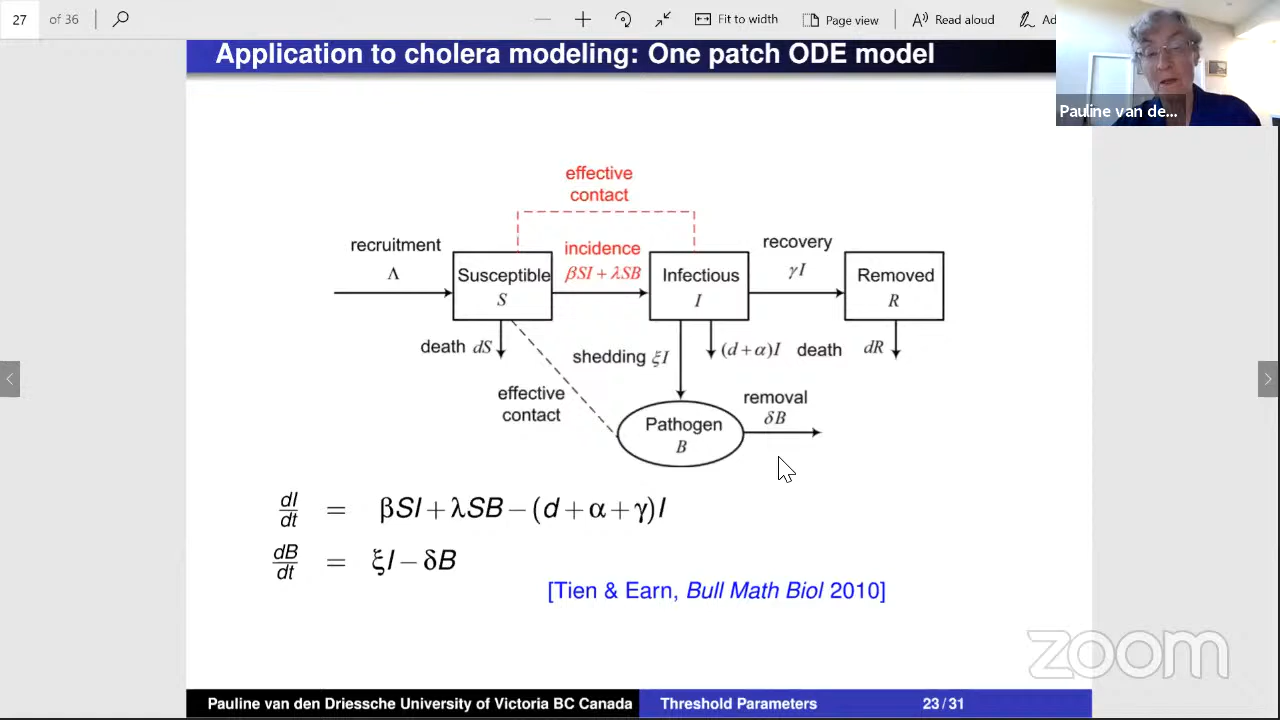 27 of 36 Fit to width Page view Read aloud Ad
Application to cholera modeling: One patch ODE model
Pauline van de...
effective
contact
recruitment
Λ
Susceptible
S
incidence
βSI + λSB
Infectious
I
recovery
γI
Removed
R
death dS
shedding ξI
(d + α)I death
dR
effective
contact
Pathogen
B
removal
δB
dI/dt = βSI + λSB − (d + α + γ)I
dB/dt = ξI − δB
[Tien & Earn, Bull Math Biol 2010]
zoom
Pauline van den Driessche University of Victoria BC Canada Threshold Parameters 23 / 31